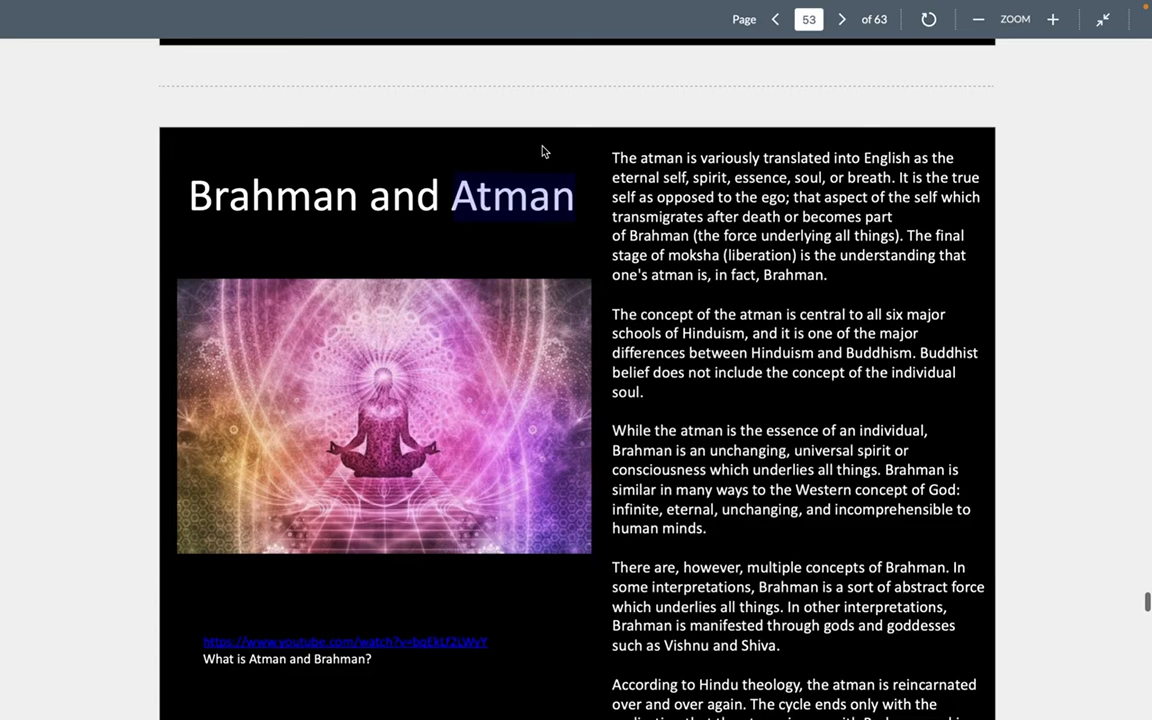 Page 53 of 63 ZOOM
Brahman and Atman
The atman is variously translated into English as the
eternal self, spirit, essence, soul, or breath. It is the true
self as opposed to the ego; that aspect of the self which
transmigrates after death or becomes part
of Brahman (the force underlying all things). The final
stage of moksha (liberation) is the understanding that
one's atman is, in fact, Brahman.
The concept of the atman is central to all six major
schools of Hinduism, and it is one of the major
differences between Hinduism and Buddhism. Buddhist
belief does not include the concept of the individual
soul.
While the atman is the essence of an individual,
Brahman is an unchanging, universal spirit or
consciousness which underlies all things. Brahman is
similar in many ways to the Western concept of God:
infinite, eternal, unchanging, and incomprehensible to
human minds.
There are, however, multiple concepts of Brahman. In
some interpretations, Brahman is a sort of abstract force
which underlies all things. In other interpretations,
Brahman is manifested through gods and goddesses
such as Vishnu and Shiva.
According to Hindu theology, the atman is reincarnated
over and over again. The cycle ends only with the
https://www.youtube.com/watch?v=bqEkLf2LWvY
What is Atman and Brahman?